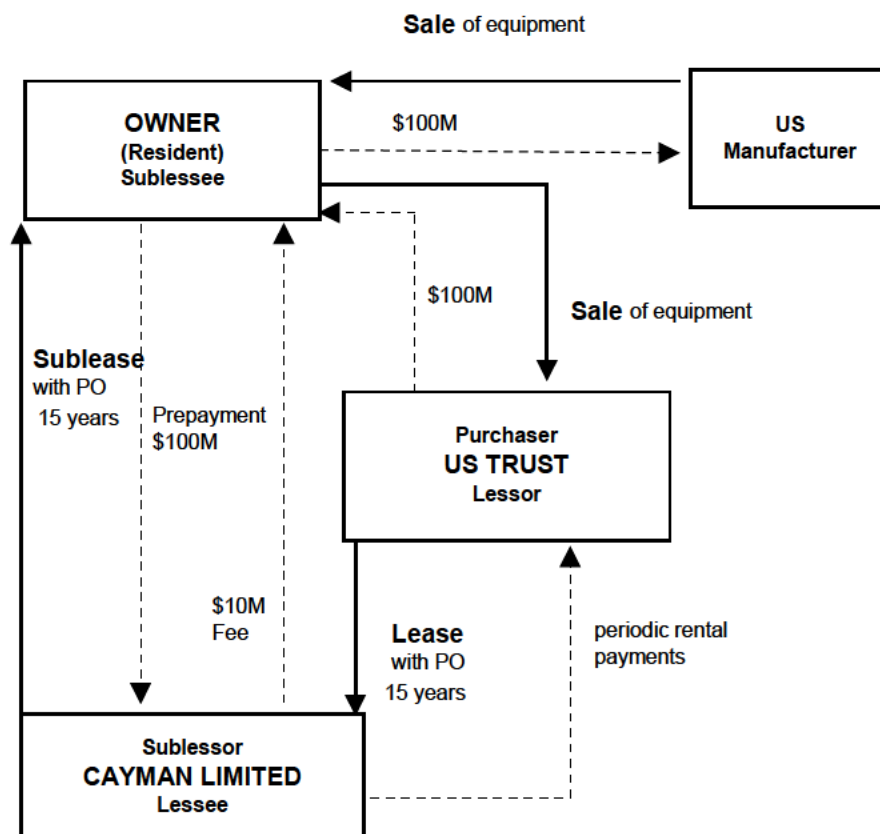 Sale of equipment
OWNER
(Resident)
Sublessee
$100M
US
Manufacturer
$100M
Sale of equipment
Sublease
with PO
15 years
Prepayment
$100M
Purchaser
US TRUST
Lessor
$10M
Fee
Lease
with PO
15 years
periodic rental
payments
Sublessor
CAYMAN LIMITED
Lessee